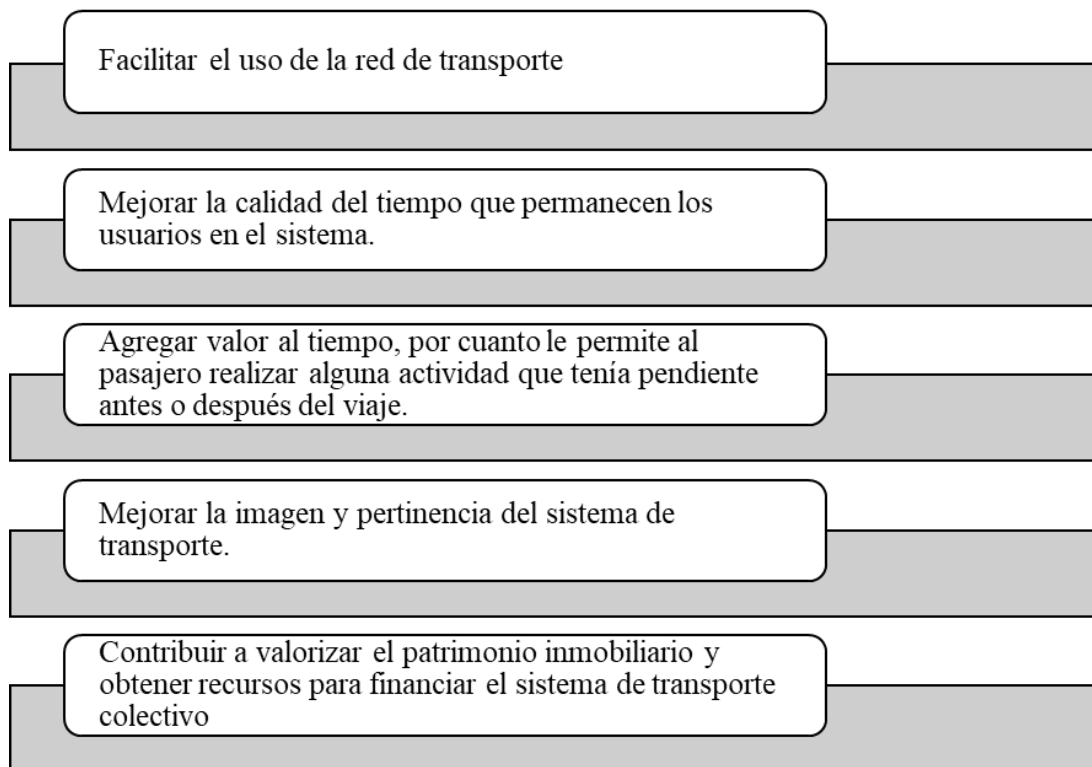 Facilitar el uso de la red de transporte
Mejorar la calidad del tiempo que permanecen los
usuarios en el sistema.
Agregar valor al tiempo, por cuanto le permite al
pasajero realizar alguna actividad que tenía pendiente
antes o después del viaje.
Mejorar la imagen y pertinencia del sistema de
transporte.
Contribuir a valorizar el patrimonio inmobiliario y
obtener recursos para financiar el sistema de transporte
colectivo